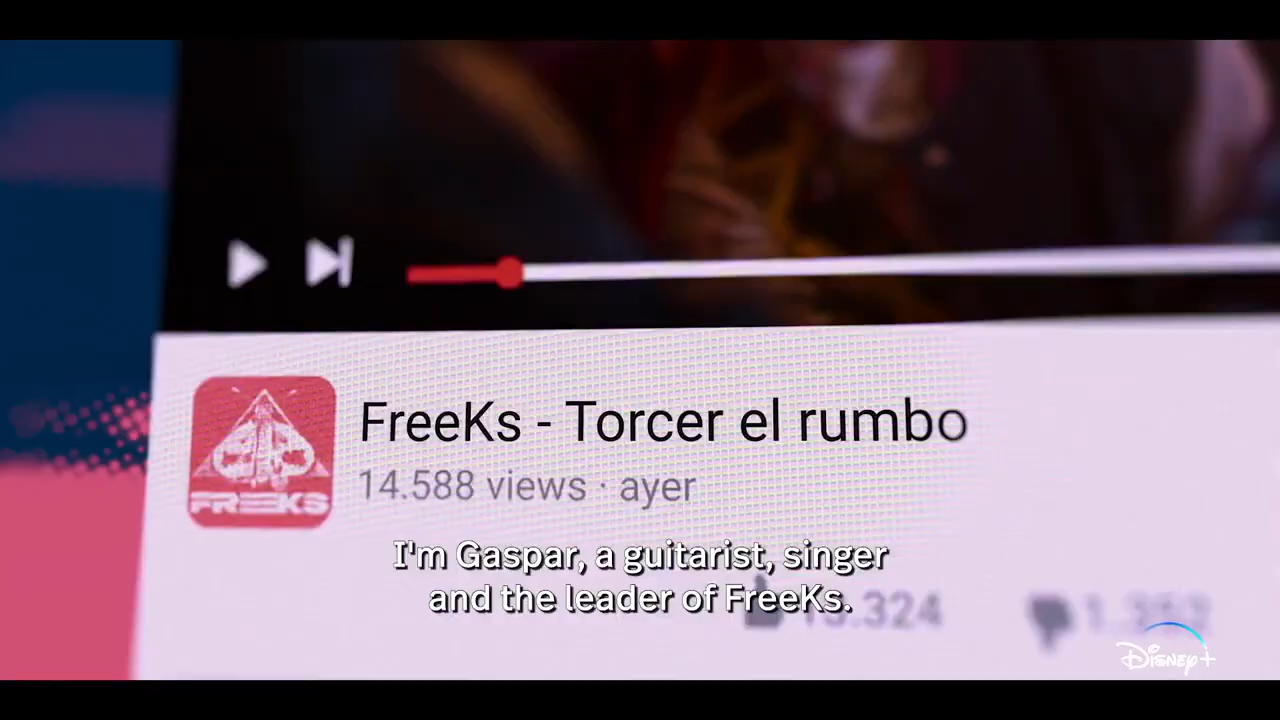 FREEKS
FreeKs - Torcer el rumbo
14.588 views · ayer
I'm Gaspar, a guitarist, singer
and the leader of FreeKs.
Disney+